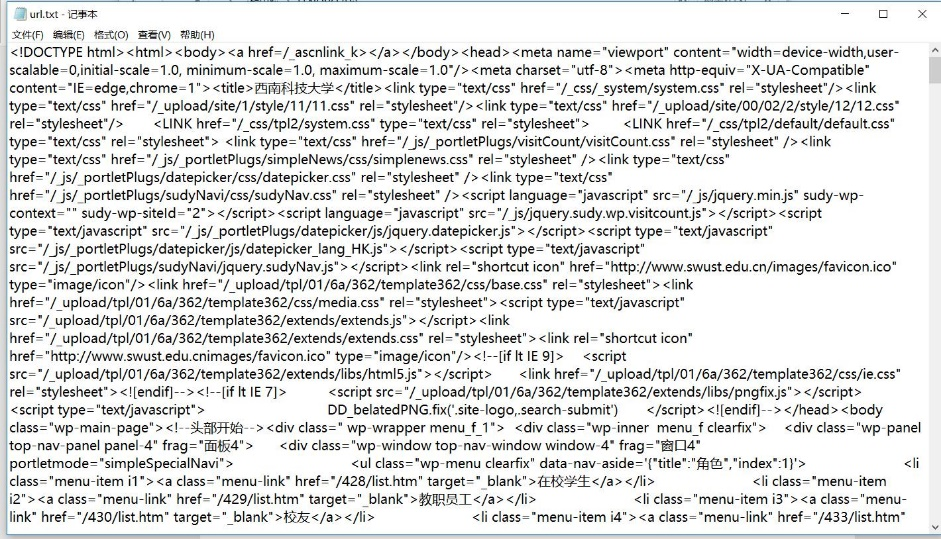 url.txt - 记事本
文件(F) 编辑(E) 格式(O) 查看(V) 帮助(H)
<!DOCTYPE html><html><body><a href=/_ascnlink_k></a></body><head><meta name="viewport" content="width=device-width,user-
scalable=0,initial-scale=1.0, minimum-scale=1.0, maximum-scale=1.0"/><meta charset="utf-8"><meta http-equiv="X-UA-Compatible"
content="IE=edge,chrome=1"><title>西南科技大学</title><link type="text/css" href="/_css/_system/system.css" rel="stylesheet"/><link
type="text/css" href="/_upload/site/1/style/11/11.css" rel="stylesheet"/><link type="text/css" href="/_upload/site/00/02/2/style/12/12.css"
rel="stylesheet"/> <LINK href="/_css/tpl2/system.css" type="text/css" rel="stylesheet"> <LINK href="/_css/tpl2/default/default.css"
type="text/css" rel="stylesheet"> <link type="text/css" href="/_js/_portletPlugs/visitCount/visitCount.css" rel="stylesheet" /><link
type="text/css" href="/_js/_portletPlugs/simpleNews/css/simplenews.css" rel="stylesheet" /><link type="text/css"
href="/_js/_portletPlugs/datepicker/css/datepicker.css" rel="stylesheet" /><link type="text/css"
href="/_js/_portletPlugs/sudyNavi/css/sudyNav.css" rel="stylesheet" /><script language="javascript" src="/_js/jquery.min.js" sudy-wp-
context="" sudy-wp-siteId="2"></script><script language="javascript" src="/_js/jquery.sudy.wp.visitcount.js"></script><script
type="text/javascript" src="/_js/_portletPlugs/datepicker/js/jquery.datepicker.js"></script><script type="text/javascript"
src="/_js/_portletPlugs/datepicker/js/datepicker_lang_HK.js"></script><script type="text/javascript"
src="/_js/_portletPlugs/sudyNavi/jquery.sudyNav.js"></script><link rel="shortcut icon" href="http://www.swust.edu.cn/images/favicon.ico"
type="image/icon"/><link href="/_upload/tpl/01/6a/362/template362/css/base.css" rel="stylesheet"><link
href="/_upload/tpl/01/6a/362/template362/css/media.css" rel="stylesheet"><script type="text/javascript"
src="/_upload/tpl/01/6a/362/template362/extends/extends.js"></script><link
href="/_upload/tpl/01/6a/362/template362/extends/extends.css" rel="stylesheet"><link rel="shortcut icon"
href="http://www.swust.edu.cnimages/favicon.ico" type="image/icon"/><!--[if lt IE 9]> <script
src="/_upload/tpl/01/6a/362/template362/extends/libs/html5.js"></script> <link href="/_upload/tpl/01/6a/362/template362/css/ie.css"
rel="stylesheet"><![endif]--><!--[if lt IE 7]> <script src="/_upload/tpl/01/6a/362/template362/extends/libs/pngfix.js"></script>
<script type="text/javascript"> DD_belatedPNG.fix('.site-logo,.search-submit') </script><![endif]--></head><body
class="wp-main-page"><!--头部开始--><div class=" wp-wrapper menu_f_1"> <div class="wp-inner menu_f clearfix"> <div class="wp-panel
top-nav-panel panel-4" frag="面板4"> <div class="wp-window top-nav-window window-4" frag="窗口4"
portletmode="simpleSpecialNavi"> <ul class="wp-menu clearfix" data-nav-aside='{"title":"角色","index":1}'> <li
class="menu-item i1"><a class="menu-link" href="/428/list.htm" target="_blank">在校学生</a></li> <li class="menu-item
i2"><a class="menu-link" href="/429/list.htm" target="_blank">教职员工</a></li> <li class="menu-item i3"><a class="menu-
link" href="/430/list.htm" target="_blank">校友</a></li> <li class="menu-item i4"><a class="menu-link" href="/433/list.htm"